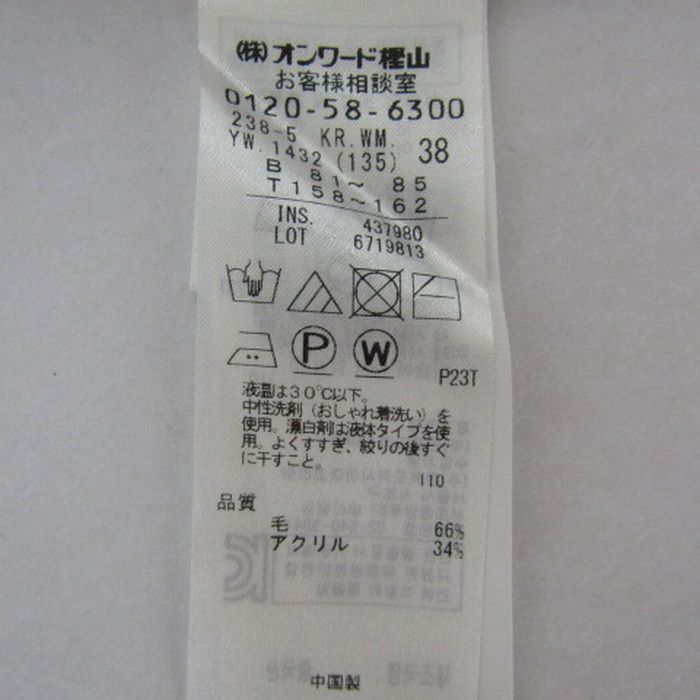 (株)オンワード樫山
お客様相談室
0120-58-6300
238-5 KR.WM. 38
YW.1432(135)
B 81～ 85
T158～162
INS. 437980
LOT 6719813
P W
P23T
液温は30℃以下。
中性洗剤(おしゃれ着洗い)を
使用。漂白剤は液体タイプを使
用。よくすすぎ、絞りの後すぐ
に干すこと。
110
品質
毛 66%
アクリル 34%
中国製